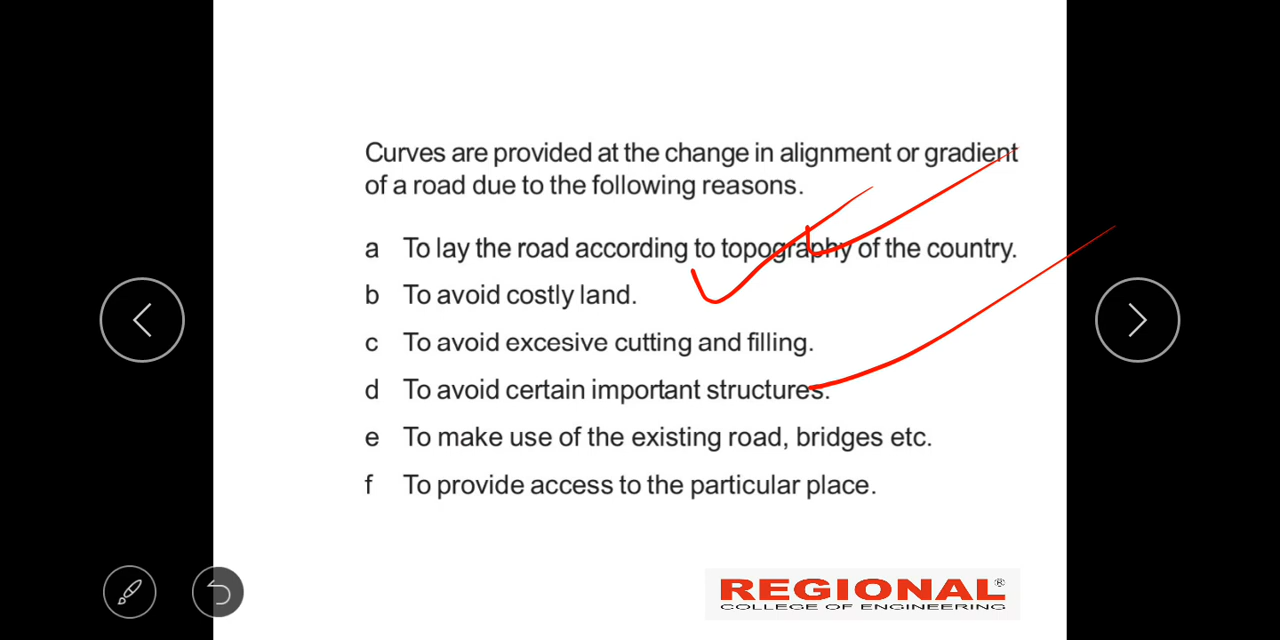 Curves are provided at the change in alignment or gradient
of a road due to the following reasons.
a To lay the road according to topography of the country.
b To avoid costly land.
c To avoid excesive cutting and filling.
d To avoid certain important structures.
e To make use of the existing road, bridges etc.
f To provide access to the particular place.
REGIONAL®
COLLEGE OF ENGINEERING